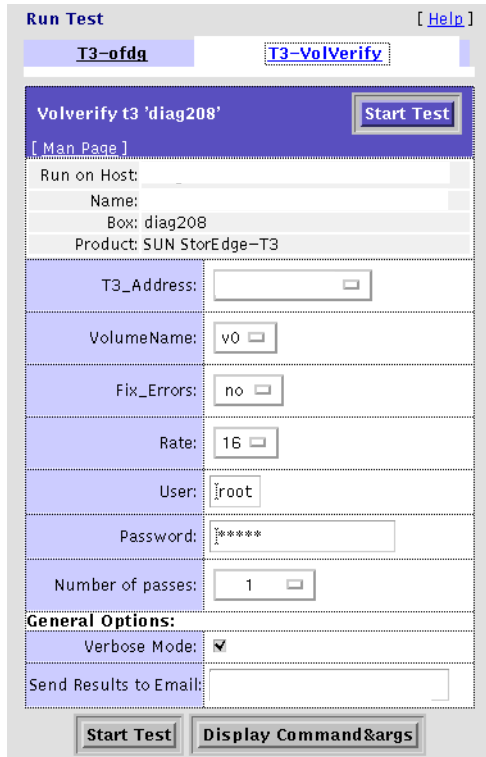 Run Test [ Help ]
T3-ofdg T3-VolVerify
Volverify t3 'diag208' Start Test
[ Man Page ]
Run on Host:
Name:
Box: diag208
Product: SUN StorEdge-T3
T3_Address:
VolumeName: v0
Fix_Errors: no
Rate: 16
User: root
Password: *****
Number of passes: 1
General Options:
Verbose Mode:
Send Results to Email:
Start Test Display Command&args